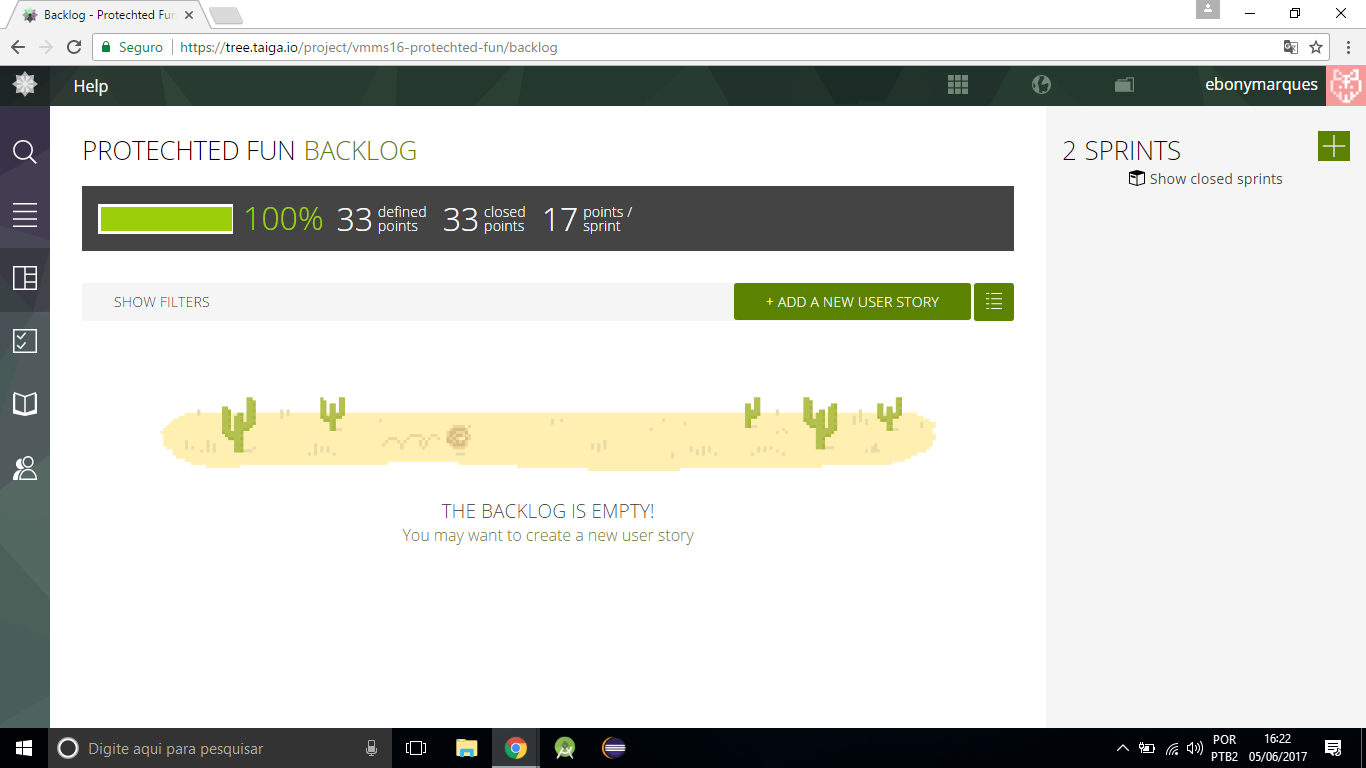 Backlog - Protechted Fun
Seguro
https://tree.taiga.io/project/vmms16-protechted-fun/backlog
Help
ebonymarques
PROTECHTED FUN BACKLOG
100% 33 defined points 33 closed points 17 points / sprint
SHOW FILTERS
+ ADD A NEW USER STORY
THE BACKLOG IS EMPTY!
You may want to create a new user story
2 SPRINTS
Show closed sprints
Digite aqui para pesquisar
POR
PTB2
16:22
05/06/2017